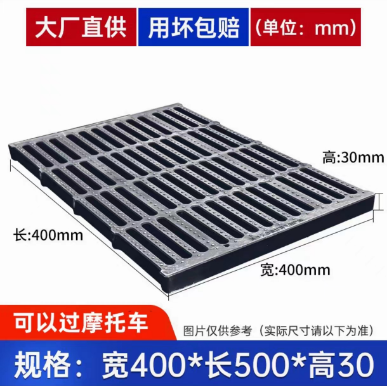 大厂直供 用坏包赔 (单位：mm)
高:30mm
长:400mm
宽:400mm
可以过摩托车 图片仅供参考（实际尺寸请以下方为准）
规格：宽400*长500*高30